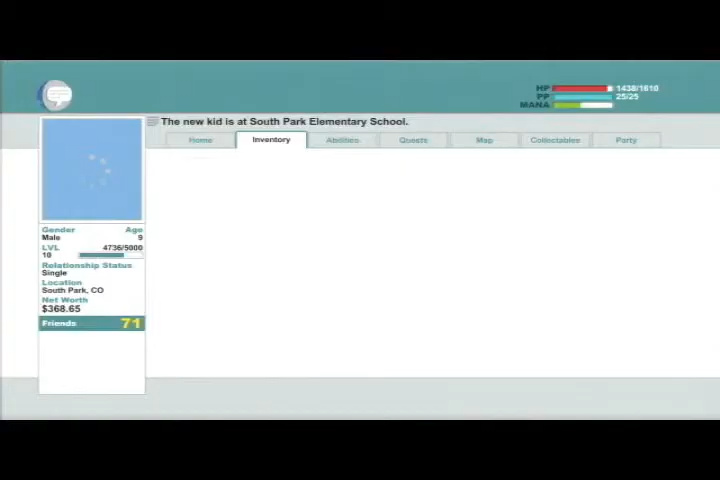 HP 1438/1610
PP 25/25
MANA
The new kid is at South Park Elementary School.
Home Inventory Abilities Quests Map Collectables Party
Gender Age
Male 9
LVL 4736/5000
10
Relationship Status
Single
Location
South Park, CO
Net Worth
$368.65
Friends 71